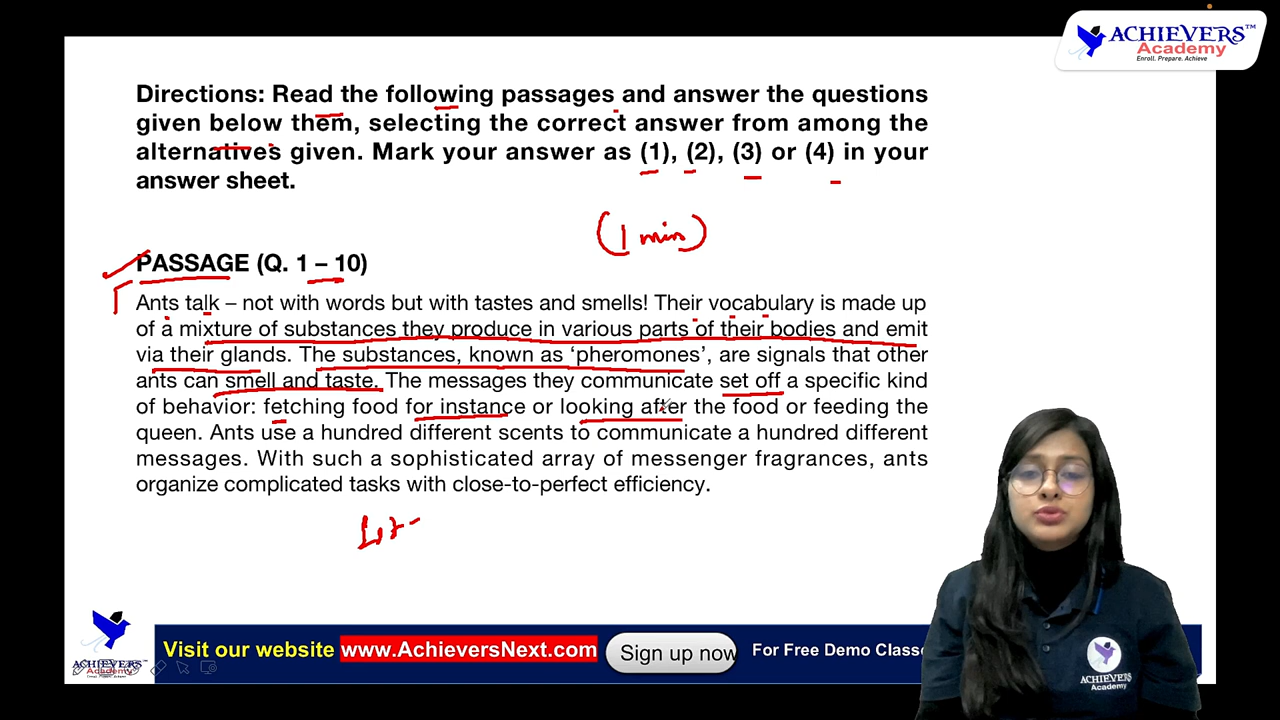 ACHIEVERS™
Academy
Enroll. Prepare. Achieve
Directions: Read the following passages and answer the questions
given below them, selecting the correct answer from among the
alternatives given. Mark your answer as (1), (2), (3) or (4) in your
answer sheet.
(1 min)
PASSAGE (Q. 1 – 10)
Ants talk – not with words but with tastes and smells! Their vocabulary is made up
of a mixture of substances they produce in various parts of their bodies and emit
via their glands. The substances, known as ‘pheromones’, are signals that other
ants can smell and taste. The messages they communicate set off a specific kind
of behavior: fetching food for instance or looking after the food or feeding the
queen. Ants use a hundred different scents to communicate a hundred different
messages. With such a sophisticated array of messenger fragrances, ants
organize complicated tasks with close-to-perfect efficiency.
ACHIEVERS
Academy
Visit our website www.AchieversNext.com Sign up now For Free Demo Classe
ACHIEVERS
Academy